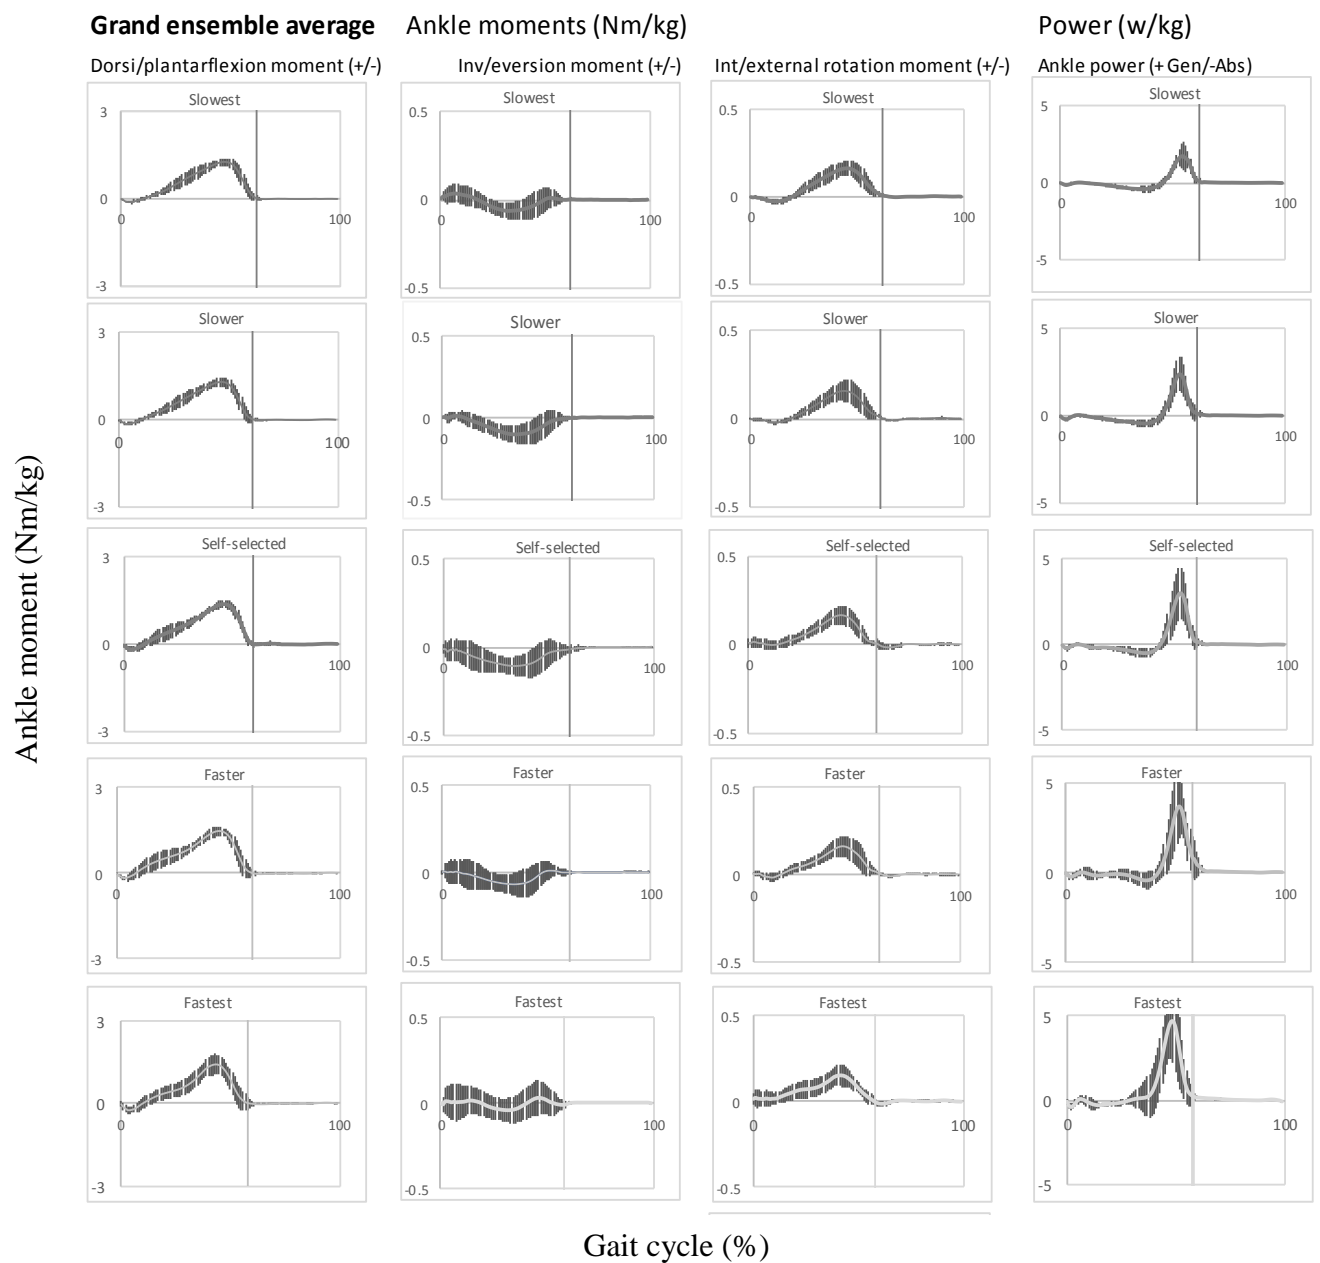 Grand ensemble average Ankle moments (Nm/kg) Power (w/kg)
Dorsi/plantarflexion moment (+/-) Inv/eversion moment (+/-) Int/external rotation moment (+/-) Ankle power (+ Gen/-Abs)
Slowest Slowest Slowest Slowest
3 0.5 0.5 5
0 0 0 0
0 100 0 100 0 100 0 100
-3 -0.5 -0.5 -5
Slower Slower Slower Slower
3 0.5 0.5 5
0 0 0 0
0 100 0 100 0 100 0 100
-3 -0.5 -0.5 -5
Ankle moment (Nm/kg)
Self-selected Self-selected Self-selected Self-selected
3 0.5 0.5 5
0 0 0 0
0 100 0 100 0 100 0 100
-3 -0.5 -0.5 -5
Faster Faster Faster Faster
3 0.5 0.5 5
0 0 0 0
0 100 0 100 0 100 0 100
-3 -0.5 -0.5 -5
Fastest Fastest Fastest Fastest
3 0.5 0.5 5
0 0 0 0
0 100 0 100 0 100 0 100
-3 -0.5 -0.5 -5
Gait cycle (%)